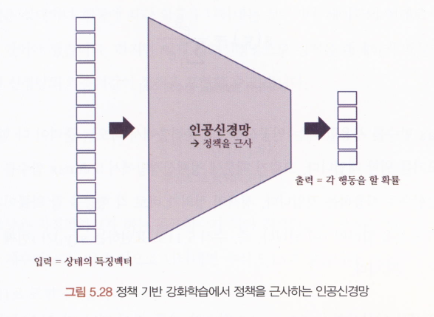 인공신경망
→ 정책을 근사
출력 = 각 행동을 할 확률
입력 = 상태의 특징벡터
그림 5.28 정책 기반 강화학습에서 정책을 근사하는 인공신경망